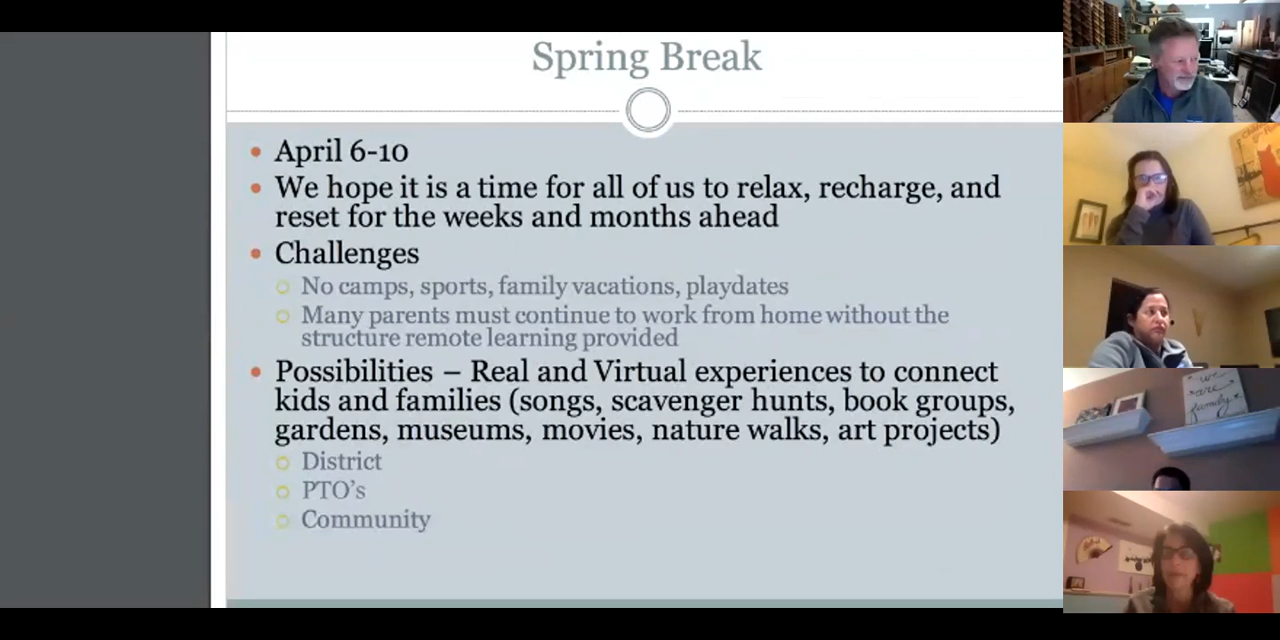 Spring Break
April 6-10
We hope it is a time for all of us to relax, recharge, and
reset for the weeks and months ahead
Challenges
No camps, sports, family vacations, playdates
Many parents must continue to work from home without the
structure remote learning provided
Possibilities – Real and Virtual experiences to connect
kids and families (songs, scavenger hunts, book groups,
gardens, museums, movies, nature walks, art projects)
District
PTO's
Community
we
are
family